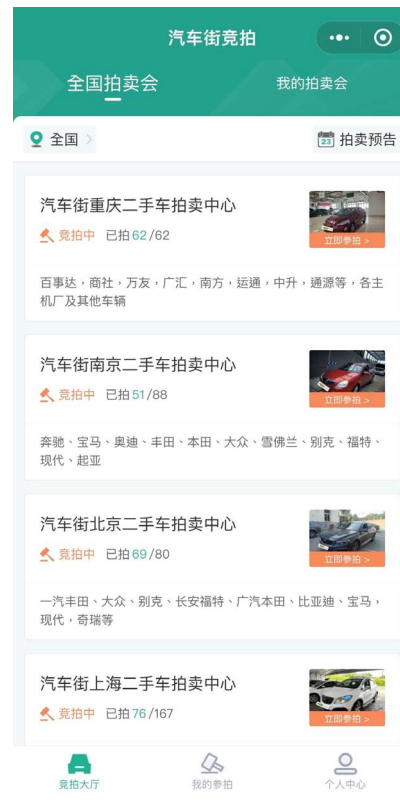 汽车街竞拍
全国拍卖会
我的拍卖会
全国 >
23 拍卖预告
汽车街重庆二手车拍卖中心
竞拍中 已拍 62/62
立即参拍 >
百事达，商社，万友，广汇，南方，运通，中升，通源等，各主
机厂及其他车辆
汽车街南京二手车拍卖中心
竞拍中 已拍 51/88
立即参拍 >
奔驰、宝马、奥迪、丰田、本田、大众、雪佛兰、别克、福特、
现代、起亚
汽车街北京二手车拍卖中心
竞拍中 已拍 69/80
立即参拍 >
一汽丰田、大众、别克、长安福特、广汽本田、比亚迪、宝马，
现代，奇瑞等
汽车街上海二手车拍卖中心
竞拍中 已拍 76/167
立即参拍 >
竞拍大厅
我的参拍
个人中心